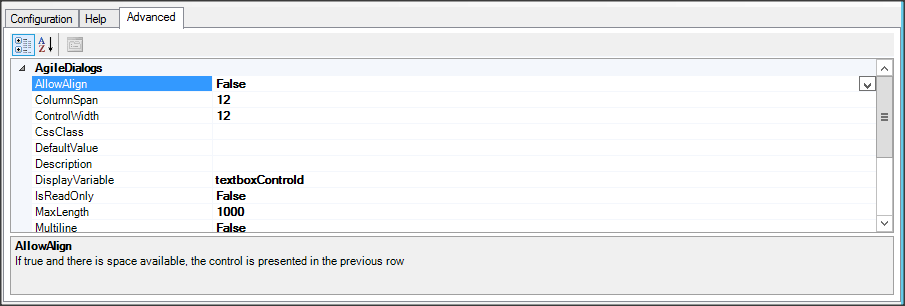 Configuration Help Advanced
AgileDialogs
AllowAlign False
ColumnSpan 12
ControlWidth 12
CssClass
DefaultValue
Description
DisplayVariable textboxControld
IsReadOnly False
MaxLength 1000
Multiline False
AllowAlign
If true and there is space available, the control is presented in the previous row